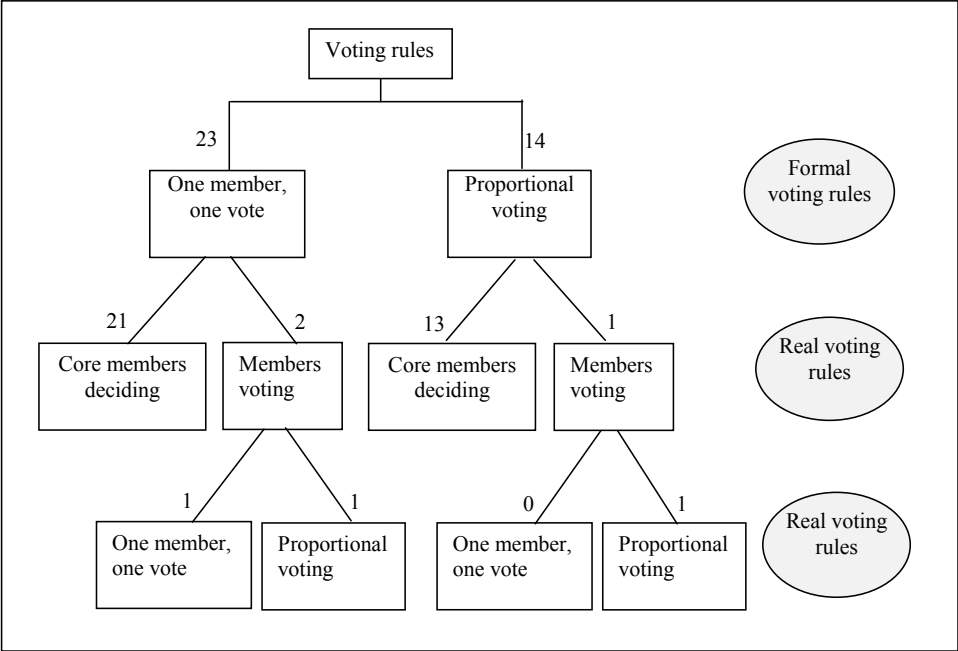 Voting rules
23
14
One member,
one vote
Proportional
voting
Formal
voting rules
21
2
13
1
Core members
deciding
Members
voting
Core members
deciding
Members
voting
Real voting
rules
1
1
0
1
One member,
one vote
Proportional
voting
One member,
one vote
Proportional
voting
Real voting
rules